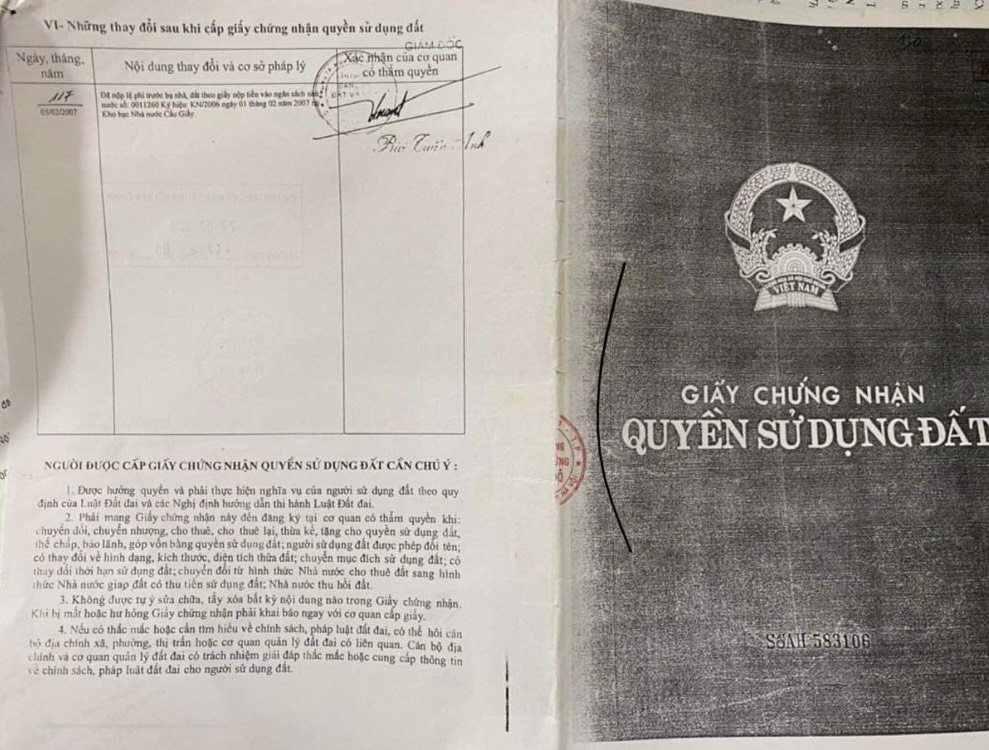 VI- Những thay đổi sau khi cấp giấy chứng nhận quyền sử dụng đất
Ngày, tháng,
năm
Nội dung thay đổi và cơ sở pháp lý
GIÁM ĐỐC
Xác nhận của cơ quan
có thẩm quyền
117
05/02/2007
Đã nộp lệ phí trước bạ nhà, đất theo giấy nộp tiền vào ngân sách nhà
nước số: 0011260 Ký hiệu: KN/2006 ngày 01 tháng 02 năm 2007 tại
Kho bạc Nhà nước Cầu Giấy.
NGƯỜI ĐƯỢC CẤP GIẤY CHỨNG NHẬN QUYỀN SỬ DỤNG ĐẤT CẦN CHÚ Ý :
1. Được hưởng quyền và phải thực hiện nghĩa vụ của người sử dụng đất theo quy
định của Luật Đất đai và các Nghị định hướng dẫn thi hành Luật Đất đai.
2. Phải mang Giấy chứng nhận này đến đăng ký tại cơ quan có thẩm quyền khi:
chuyển đổi, chuyển nhượng, cho thuê, cho thuê lại, thừa kế, tặng cho quyền sử dụng đất,
thế chấp, bảo lãnh, góp vốn bằng quyền sử dụng đất; người sử dụng đất được phép đổi tên;
có thay đổi về hình dạng, kích thước, diện tích thửa đất; chuyển mục đích sử dụng đất; có
thay đổi thời hạn sử dụng đất; chuyển đổi từ hình thức Nhà nước cho thuê đất sang hình
thức Nhà nước giao đất có thu tiền sử dụng đất; Nhà nước thu hồi đất.
3. Không được tự ý sửa chữa, tẩy xóa bất kỳ nội dung nào trong Giấy chứng nhận.
Khi bị mất hoặc hư hỏng Giấy chứng nhận phải khai báo ngay với cơ quan cấp giấy.
4. Nếu có thắc mắc hoặc cần tìm hiểu về chính sách, pháp luật đất đai, có thể hỏi cán
bộ địa chính xã, phường, thị trấn hoặc cơ quan quản lý đất đai có liên quan. Cán bộ địa
chính và cơ quan quản lý đất đai có trách nhiệm giải đáp thắc mắc hoặc cung cấp thông tin
về chính sách, pháp luật đất đai cho người sử dụng đất.
VIỆT NAM
GIẤY CHỨNG NHẬN
QUYỀN SỬ DỤNG ĐẤT
Số AH 583106